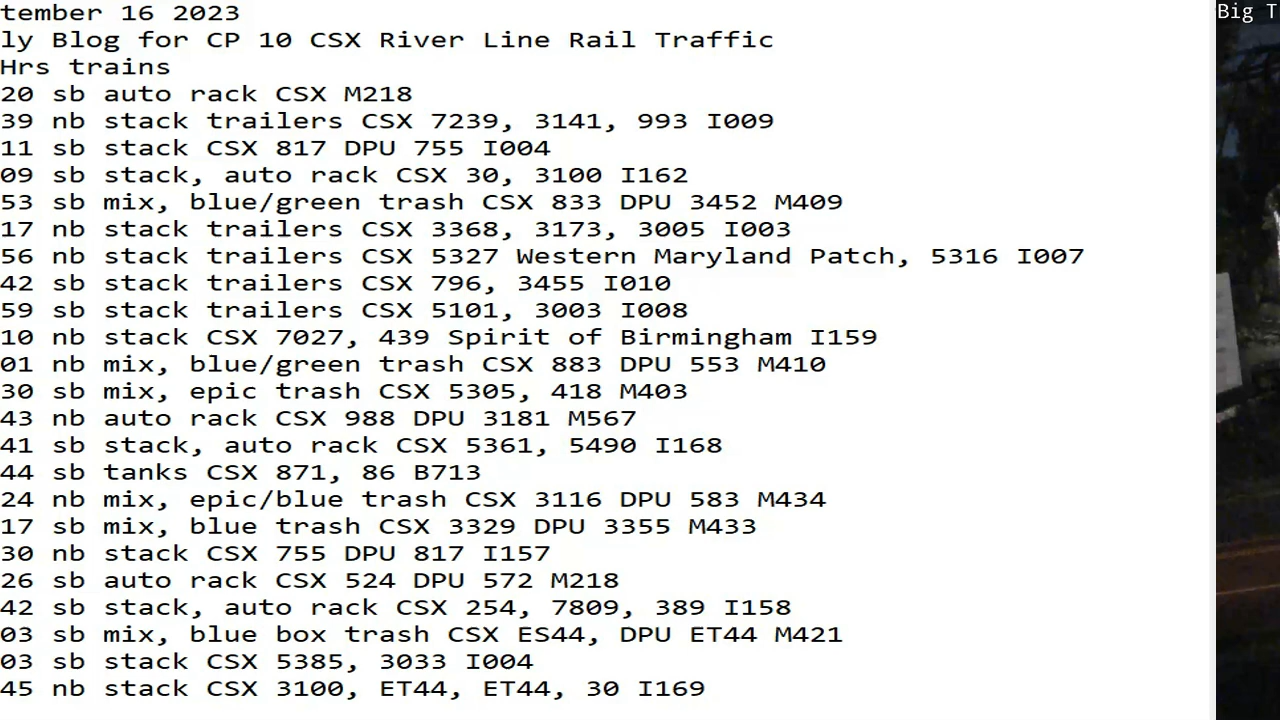 tember 16 2023
ly Blog for CP 10 CSX River Line Rail Traffic
Hrs trains
20 sb auto rack CSX M218
39 nb stack trailers CSX 7239, 3141, 993 I009
11 sb stack CSX 817 DPU 755 I004
09 sb stack, auto rack CSX 30, 3100 I162
53 sb mix, blue/green trash CSX 833 DPU 3452 M409
17 nb stack trailers CSX 3368, 3173, 3005 I003
56 nb stack trailers CSX 5327 Western Maryland Patch, 5316 I007
42 sb stack trailers CSX 796, 3455 I010
59 sb stack trailers CSX 5101, 3003 I008
10 nb stack CSX 7027, 439 Spirit of Birmingham I159
01 nb mix, blue/green trash CSX 883 DPU 553 M410
30 sb mix, epic trash CSX 5305, 418 M403
43 nb auto rack CSX 988 DPU 3181 M567
41 sb stack, auto rack CSX 5361, 5490 I168
44 sb tanks CSX 871, 86 B713
24 nb mix, epic/blue trash CSX 3116 DPU 583 M434
17 sb mix, blue trash CSX 3329 DPU 3355 M433
30 nb stack CSX 755 DPU 817 I157
26 sb auto rack CSX 524 DPU 572 M218
42 sb stack, auto rack CSX 254, 7809, 389 I158
03 sb mix, blue box trash CSX ES44, DPU ET44 M421
03 sb stack CSX 5385, 3033 I004
45 nb stack CSX 3100, ET44, ET44, 30 I169
Big T